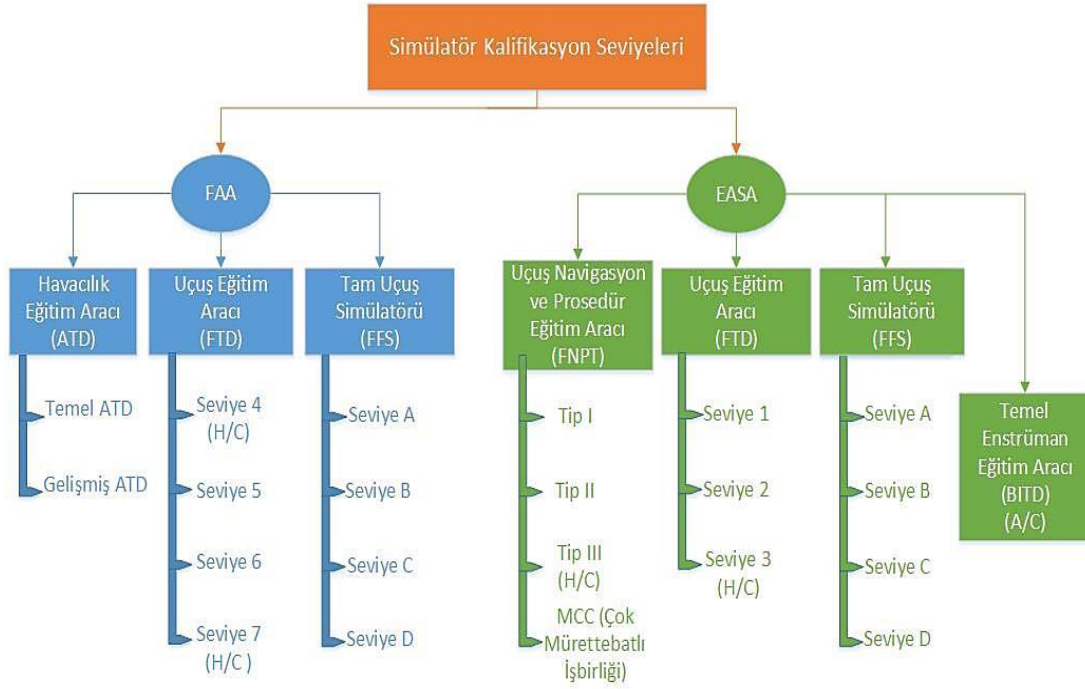 Simülatör Kalifikasyon Seviyeleri
FAA
EASA
Havacılık
Eğitim Aracı
(ATD)
Temel ATD
Gelişmiş ATD
Uçuş Eğitim
Aracı
(FTD)
Seviye 4
(H/C)
Seviye 5
Seviye 6
Seviye 7
(H/C )
Tam Uçuş
Simülatörü
(FFS)
Seviye A
Seviye B
Seviye C
Seviye D
Uçuş Navigasyon
ve Prosedür
Eğitim Aracı
(FNPT)
Tip I
Tip II
Tip III
(H/C)
MCC (Çok
Mürettebatlı
İşbirliği)
Uçuş Eğitim
Aracı
(FTD)
Seviye 1
Seviye 2
Seviye 3
(H/C)
Tam Uçuş
Simülatörü
(FFS)
Seviye A
Seviye B
Seviye C
Seviye D
Temel
Enstrüman
Eğitim Aracı
(BITD)
(A/C)